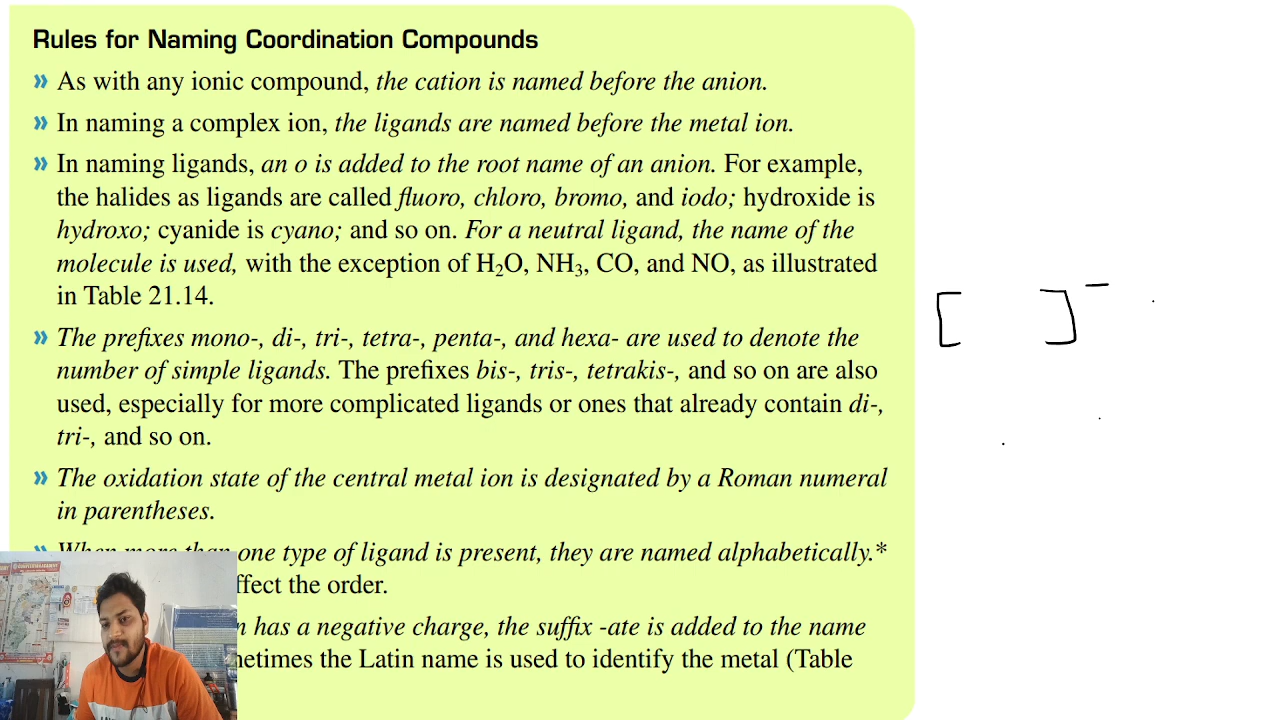 Rules for Naming Coordination Compounds
» As with any ionic compound, the cation is named before the anion.
» In naming a complex ion, the ligands are named before the metal ion.
» In naming ligands, an o is added to the root name of an anion. For example,
the halides as ligands are called fluoro, chloro, bromo, and iodo; hydroxide is
hydroxo; cyanide is cyano; and so on. For a neutral ligand, the name of the
molecule is used, with the exception of H₂O, NH₃, CO, and NO, as illustrated
in Table 21.14.
» The prefixes mono-, di-, tri-, tetra-, penta-, and hexa- are used to denote the
number of simple ligands. The prefixes bis-, tris-, tetrakis-, and so on are also
used, especially for more complicated ligands or ones that already contain di-,
tri-, and so on.
» The oxidation state of the central metal ion is designated by a Roman numeral
in parentheses.
» When more than one type of ligand is present, they are named alphabetically.*
ffect the order.
n has a negative charge, the suffix -ate is added to the name
metimes the Latin name is used to identify the metal (Table
[ ]⁻